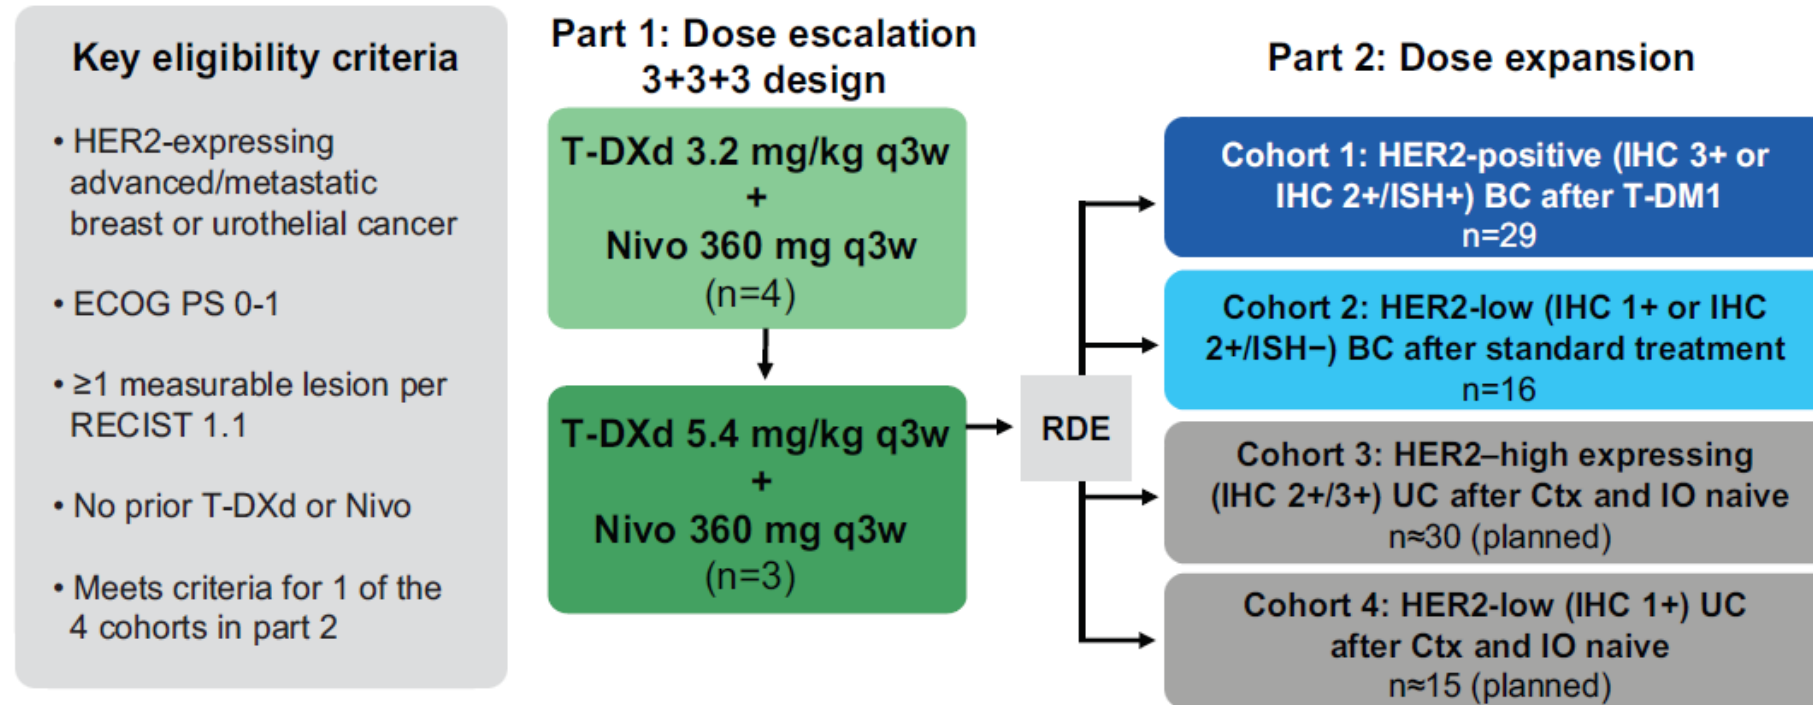 Key eligibility criteria
• HER2-expressing
advanced/metastatic
breast or urothelial cancer
• ECOG PS 0-1
• ≥1 measurable lesion per
RECIST 1.1
• No prior T-DXd or Nivo
• Meets criteria for 1 of the
4 cohorts in part 2
Part 1: Dose escalation
3+3+3 design
T-DXd 3.2 mg/kg q3w
+
Nivo 360 mg q3w
(n=4)
T-DXd 5.4 mg/kg q3w
+
Nivo 360 mg q3w
(n=3)
RDE
Part 2: Dose expansion
Cohort 1: HER2-positive (IHC 3+ or
IHC 2+/ISH+) BC after T-DM1
n=29
Cohort 2: HER2-low (IHC 1+ or IHC
2+/ISH−) BC after standard treatment
n=16
Cohort 3: HER2–high expressing
(IHC 2+/3+) UC after Ctx and IO naive
n≈30 (planned)
Cohort 4: HER2-low (IHC 1+) UC
after Ctx and IO naive
n≈15 (planned)